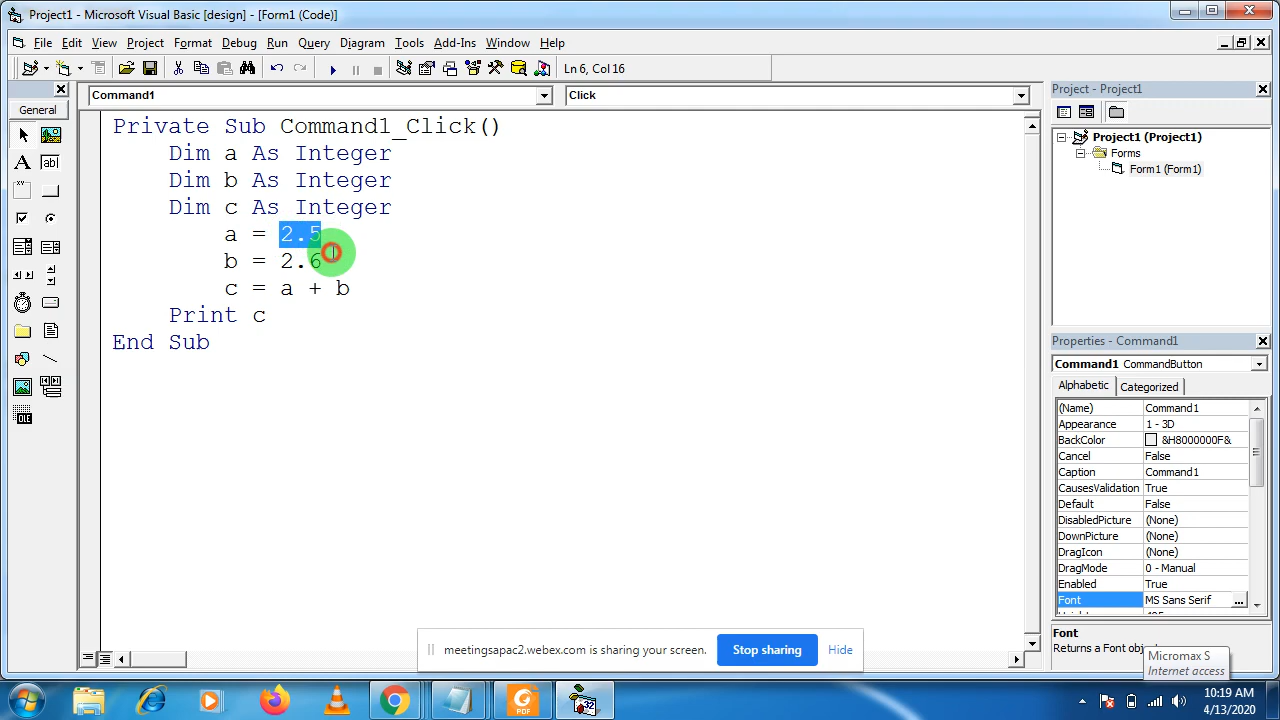 Project1 - Microsoft Visual Basic [design] - [Form1 (Code)]
File Edit View Project Format Debug Run Query Diagram Tools Add-Ins Window Help
Ln 6, Col 16
General
Command1
Click
Private Sub Command1_Click()
Dim a As Integer
Dim b As Integer
Dim c As Integer
a = 2.5
b = 2.6
c = a + b
Print c
End Sub
Project - Project1
Project1 (Project1)
Forms
Form1 (Form1)
Properties - Command1
Command1 CommandButton
Alphabetic Categorized
(Name) Command1
Appearance 1 - 3D
BackColor &H8000000F&
Cancel False
Caption Command1
CausesValidation True
Default False
DisabledPicture (None)
DownPicture (None)
DragIcon (None)
DragMode 0 - Manual
Enabled True
Font MS Sans Serif ...
Font
Returns a Font
Micromax S
Internet access
meetingsapac2.webex.com is sharing your screen. Stop sharing Hide
OLE
PDF
10:19 AM
4/13/2020